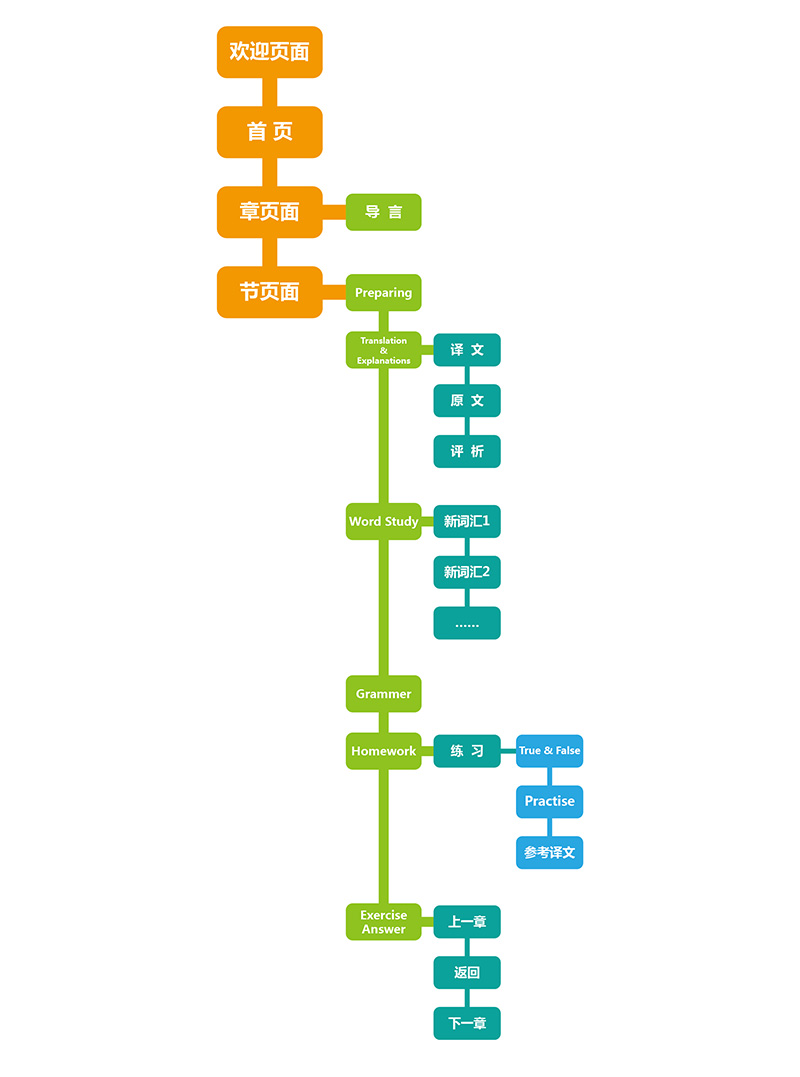 欢迎页面
首 页
章页面
导 言
节页面
Preparing
Translation
&
Explanations
译 文
原 文
评 析
Word Study
新词汇1
新词汇2
......
Grammer
Homework
练 习
True & False
Practise
参考译文
Exercise
Answer
上一章
返回
下一章